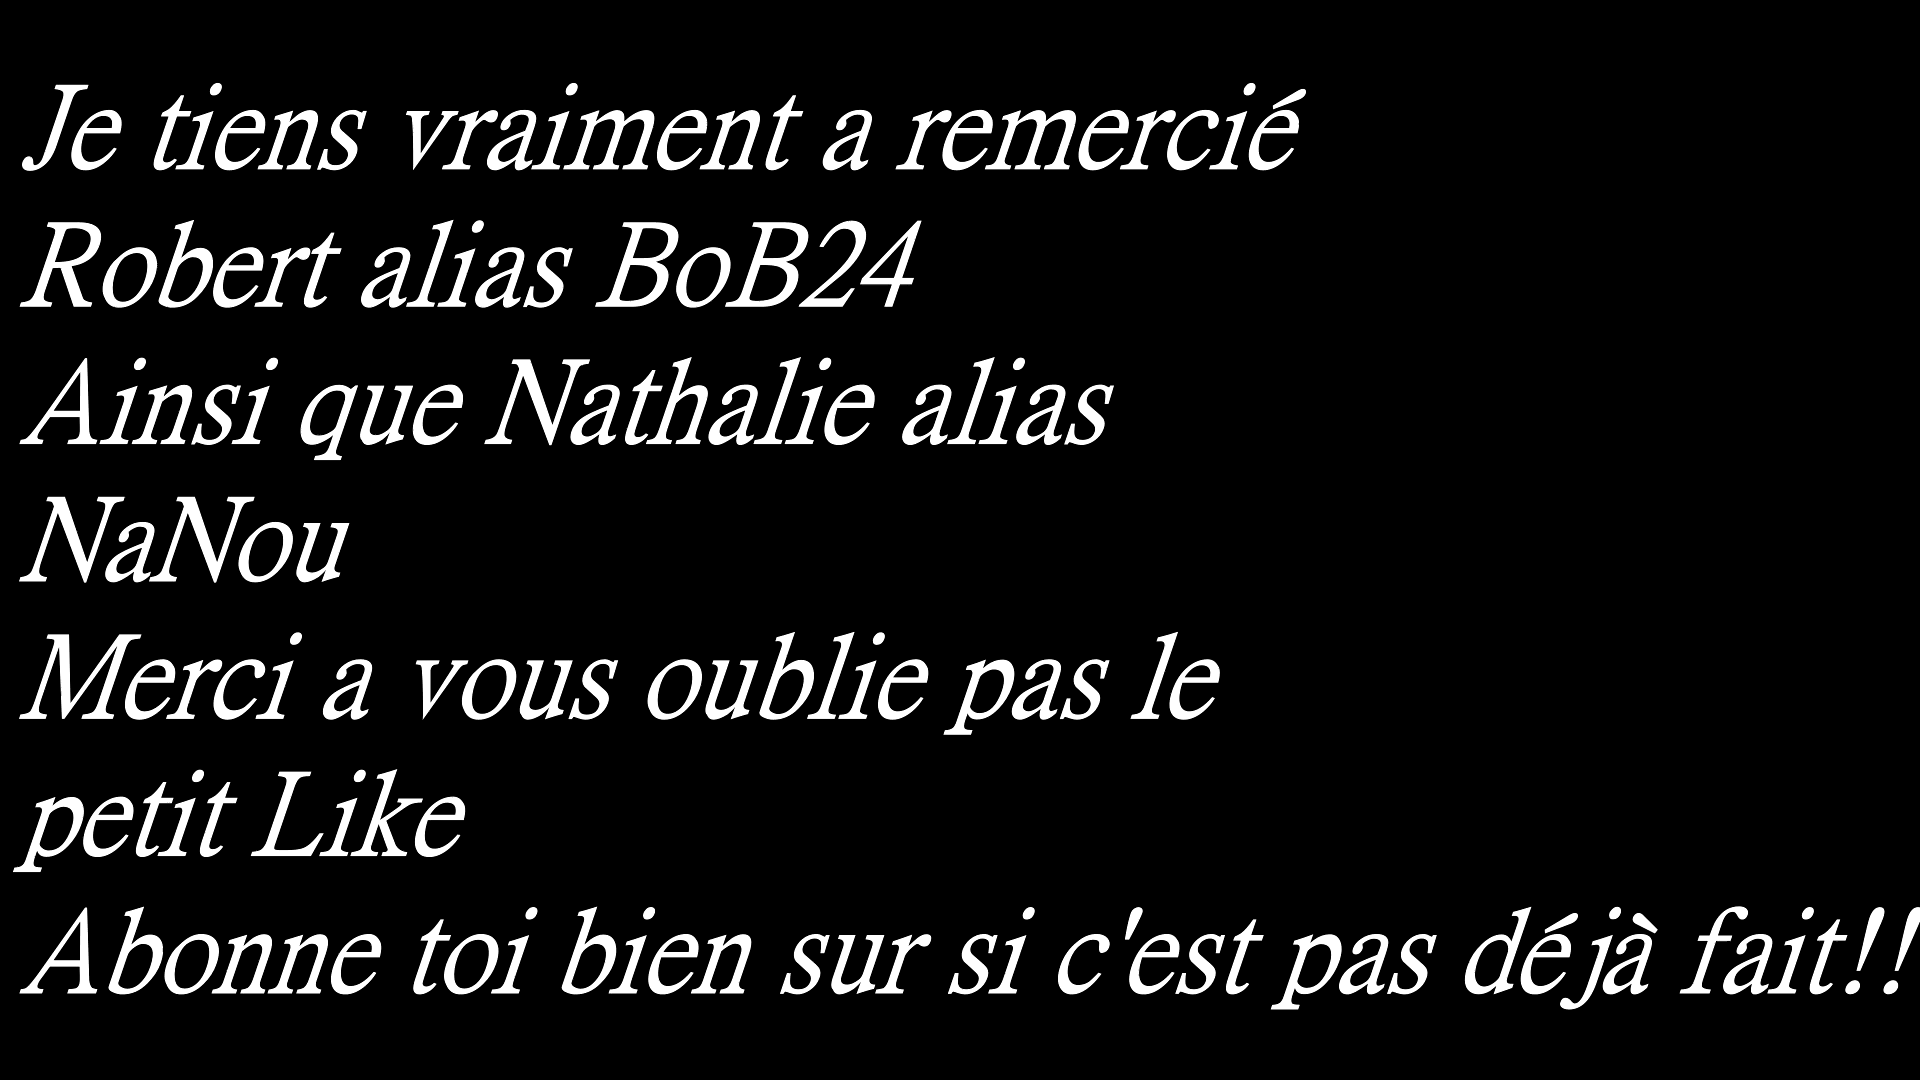 Je tiens vraiment a remercié
Robert alias BoB24
Ainsi que Nathalie alias
NaNou
Merci a vous oublie pas le
petit Like
Abonne toi bien sur si c'est pas déjà fait!!